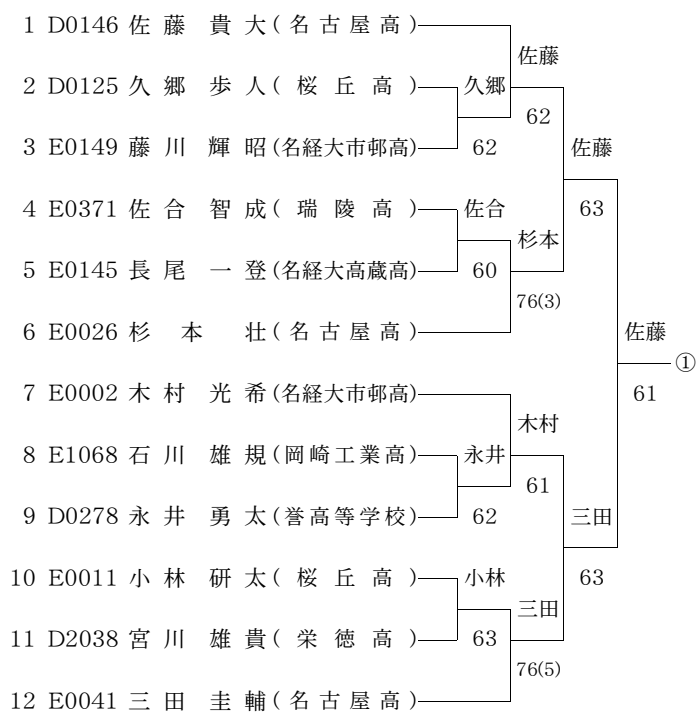 1 D0146 佐藤 貴大(名古屋高)
佐藤
2 D0125 久郷 歩人(桜丘高)
久郷
62
3 E0149 藤川 輝昭(名経大市邨高)
62
佐藤
4 E0371 佐合 智成(瑞陵高)
佐合
63
杉本
5 E0145 長尾 一登(名経大高蔵高)
60
76(3)
6 E0026 杉本 壮(名古屋高)
佐藤
①
7 E0002 木村 光希(名経大市邨高)
61
木村
8 E1068 石川 雄規(岡崎工業高)
永井
61
9 D0278 永井 勇太(誉高等学校)
62
三田
10 E0011 小林 研太(桜丘高)
小林
63
三田
11 D2038 宮川 雄貴(栄徳高)
63
76(5)
12 E0041 三田 圭輔(名古屋高)